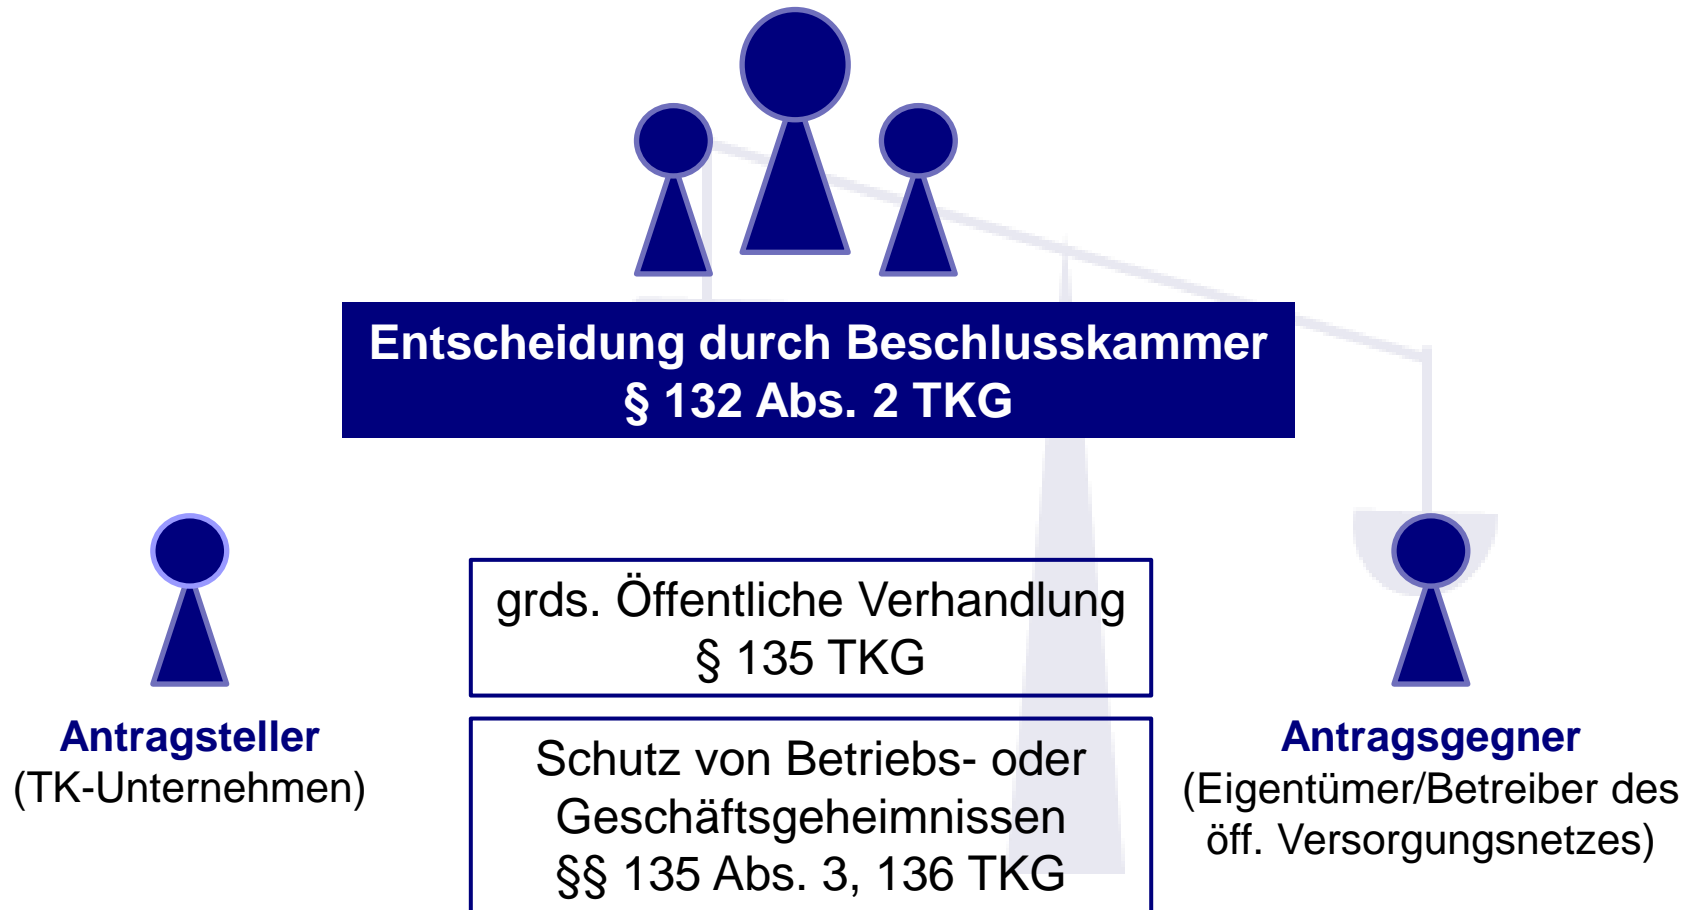 Entscheidung durch Beschlusskammer
§ 132 Abs. 2 TKG
grds. Öffentliche Verhandlung
§ 135 TKG
Antragsteller
(TK-Unternehmen)
Schutz von Betriebs- oder
Geschäftsgeheimnissen
§§ 135 Abs. 3, 136 TKG
Antragsgegner
(Eigentümer/Betreiber des
öff. Versorgungsnetzes)